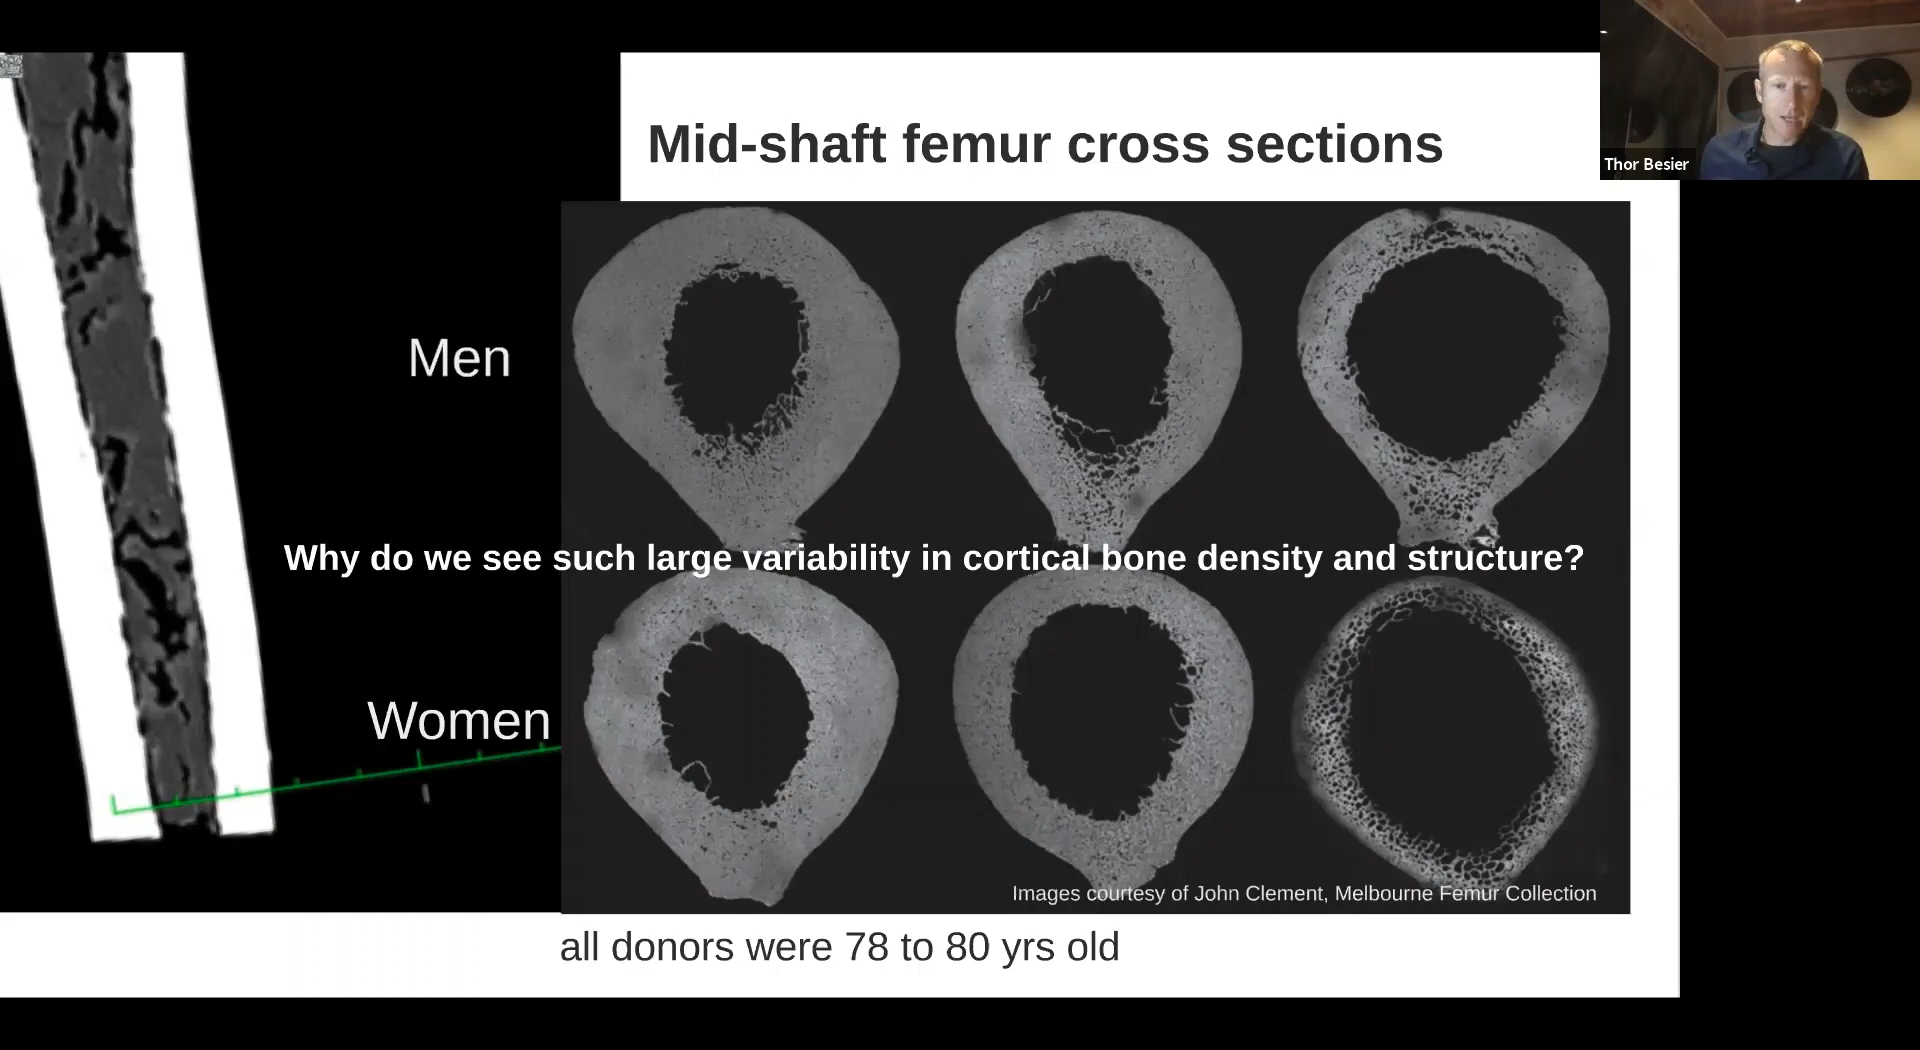 Mid-shaft femur cross sections
Thor Besier
Men
Why do we see such large variability in cortical bone density and structure?
Women
Images courtesy of John Clement, Melbourne Femur Collection
all donors were 78 to 80 yrs old